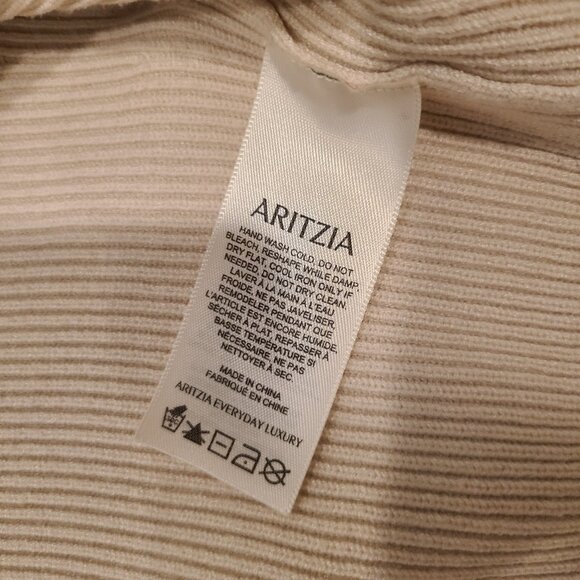 ARITZIA
HAND WASH COLD, DO NOT
BLEACH, RESHAPE WHILE DAMP,
DRY FLAT, COOL IRON ONLY IF
NEEDED, DO NOT DRY CLEAN.
LAVER À LA MAIN À L'EAU
FROIDE. NE PAS JAVELISER.
REMODELER PENDANT QUE
L'ARTICLE EST ENCORE HUMIDE.
SÉCHER À PLAT, REPASSER À
BASSE TEMPÉRATURE SI
NÉCESSAIRE, NE PAS
NETTOYER À SEC.
MADE IN CHINA
FABRIQUÉ EN CHINE
ARITZIA EVERYDAY LUXURY